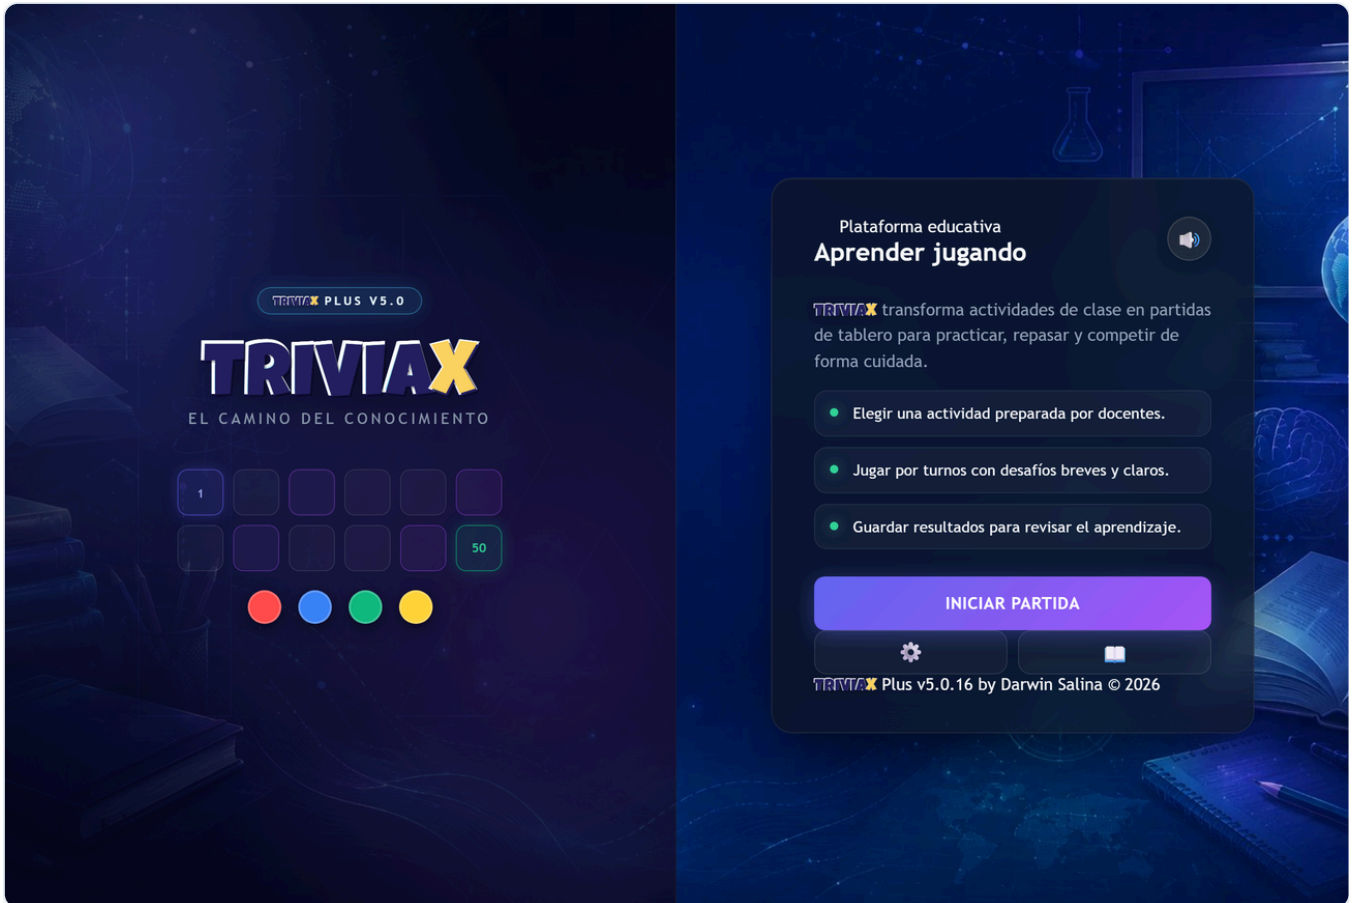 TRIVIAX PLUS V5.0
TRIVIAX
EL CAMINO DEL CONOCIMIENTO
1
50
Plataforma educativa
Aprender jugando
TRIVIAX transforma actividades de clase en partidas
de tablero para practicar, repasar y competir de
forma cuidada.
Elegir una actividad preparada por docentes.
Jugar por turnos con desafíos breves y claros.
Guardar resultados para revisar el aprendizaje.
INICIAR PARTIDA
TRIVIAX Plus v5.0.16 by Darwin Salina © 2026